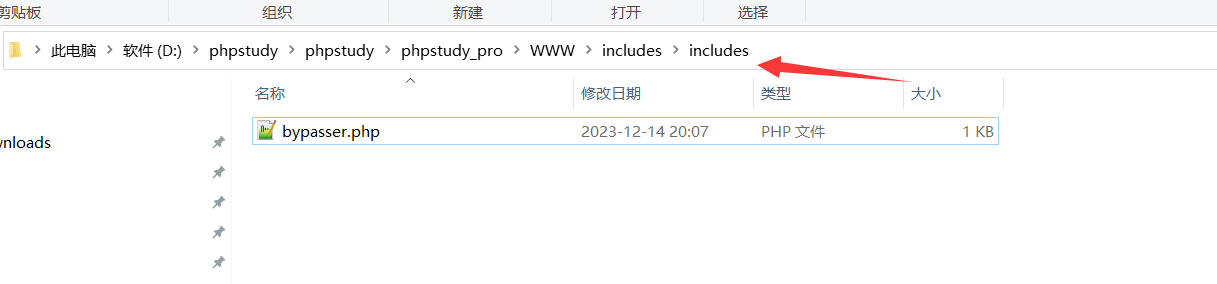 剪贴板 组织 新建 打开 选择
此电脑 软件 (D:) phpstudy phpstudy phpstudy_pro WWW includes includes
名称 修改日期 类型 大小
bypasser.php 2023-12-14 20:07 PHP 文件 1 KB
wnloads